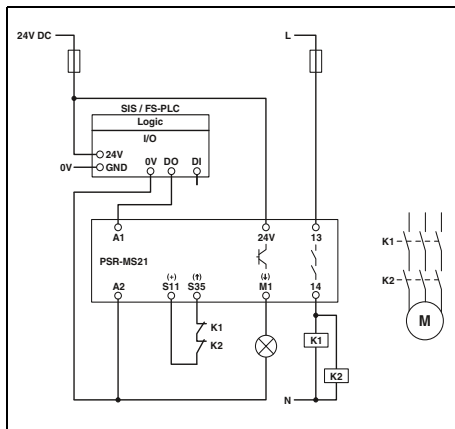 24V DC
L
SIS / FS-PLC
Logic
I/O
24V
0V
DO
DI
0V
GND
A1
24V
13
PSR-MS21
K1
K2
(+)
(↑)
(↓)
A2
S11
S35
M1
14
M
K1
K2
K1
K2
N